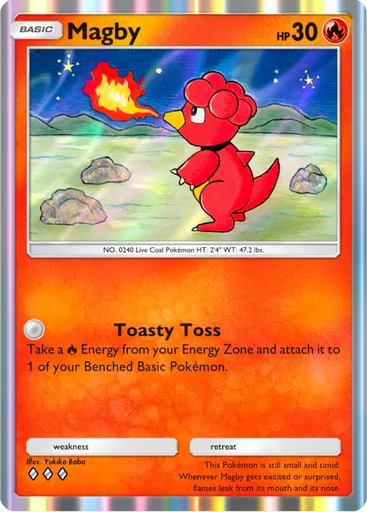 BASIC Magby HP 30
NO. 0240 Live Coal Pokémon HT: 2'4" WT: 47.2 lbs.
Toasty Toss
Take a Energy from your Energy Zone and attach it to
1 of your Benched Basic Pokémon.
weakness retreat
Illus. Yukiko Baba
This Pokémon is still small and timid.
Whenever Magby gets excited or surprised,
flames leak from its mouth and its nose.